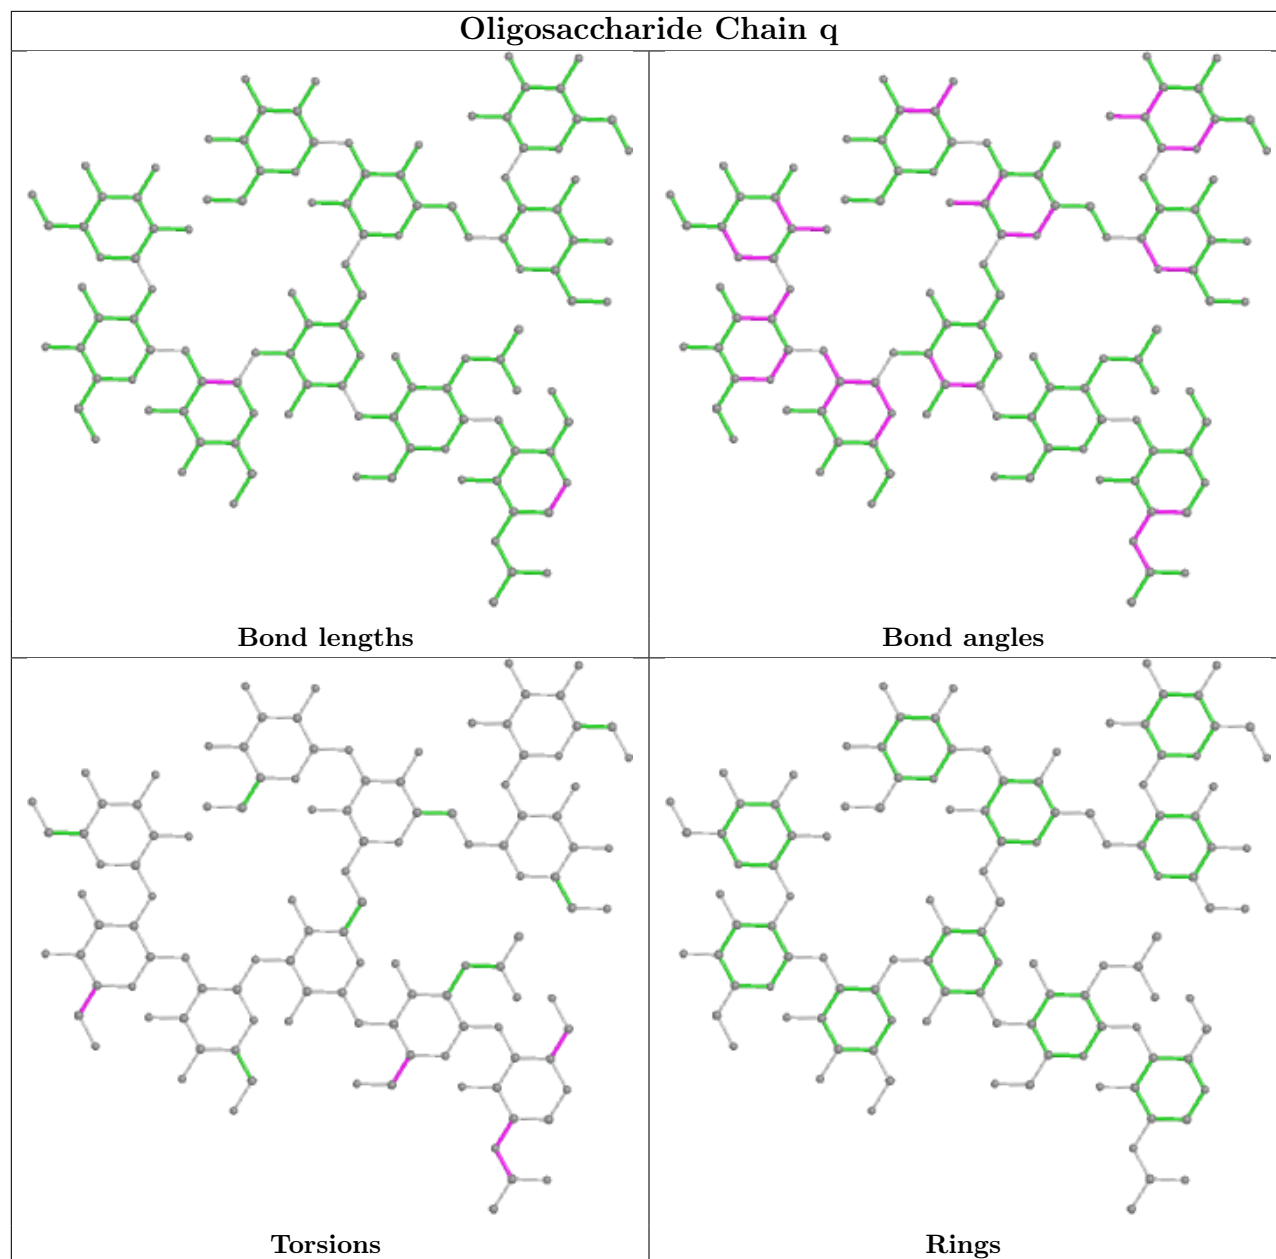 Oligosaccharide Chain q
Bond lengths
Bond angles
Torsions
Rings